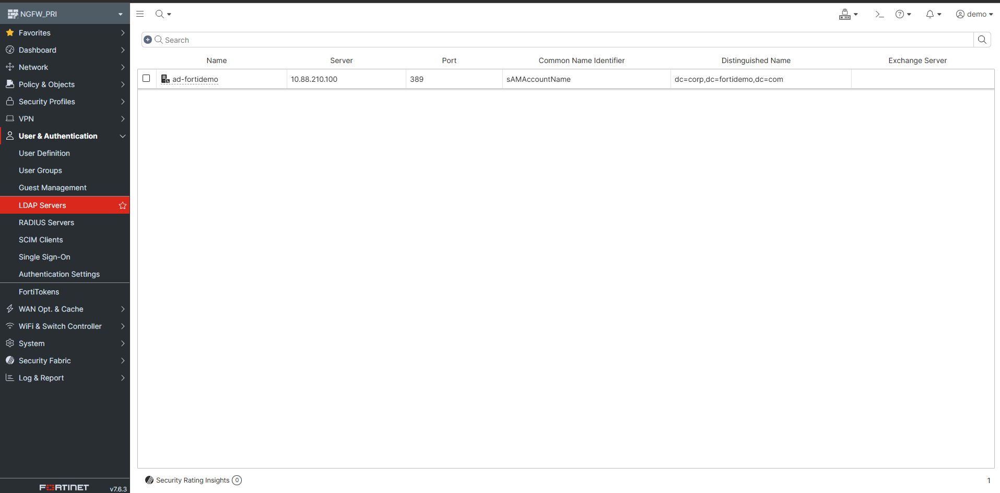 NGFW_PRI
demo
Favorites
Dashboard
Network
Policy & Objects
Security Profiles
VPN
User & Authentication
User Definition
User Groups
Guest Management
LDAP Servers
RADIUS Servers
SCIM Clients
Single Sign-On
Authentication Settings
FortiTokens
WAN Opt. & Cache
WiFi & Switch Controller
System
Security Fabric
Log & Report
FORTINET
v7.6.3
Search
Name Server Port Common Name Identifier Distinguished Name Exchange Server
ad-fortidemo 10.88.210.100 389 sAMAccountName dc=corp,dc=fortidemo,dc=com
Security Rating Insights 0
1